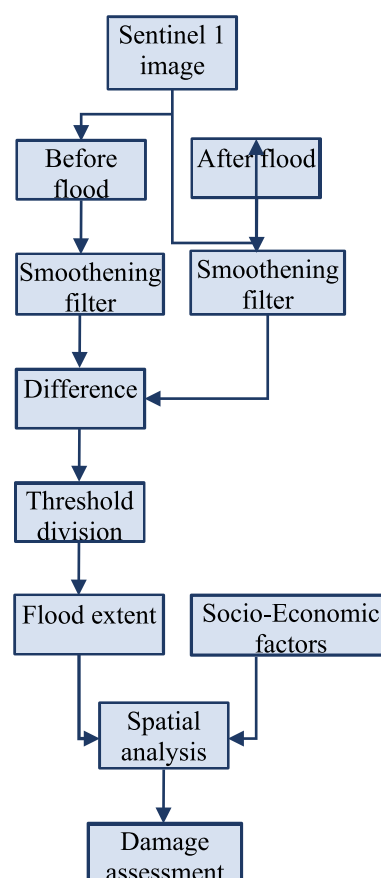 Sentinel 1
image
Before
flood
After flood
Smoothening
filter
Smoothening
filter
Difference
Threshold
division
Flood extent
Socio-Economic
factors
Spatial
analysis
Damage
assessment